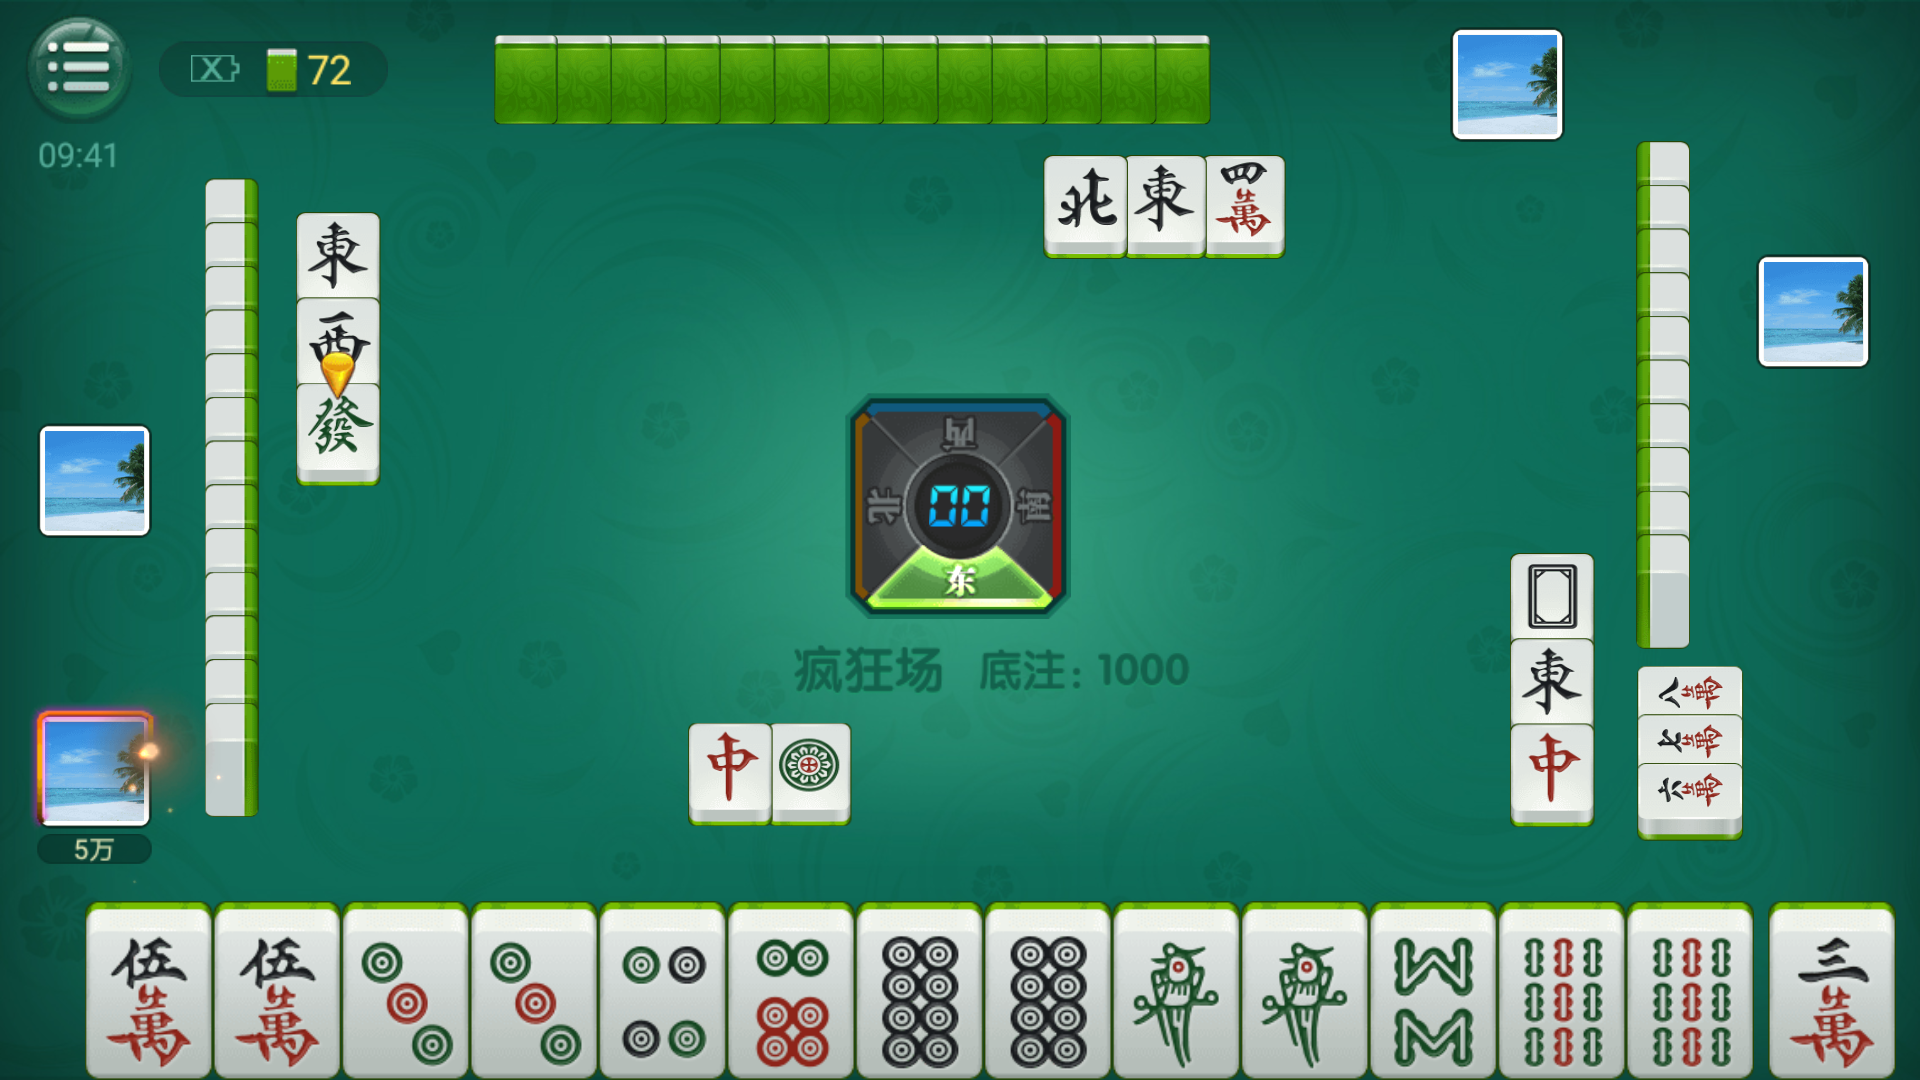 72
09:41
北 東 四萬
東
西
發
西
北 00 南
东
疯狂场 底注: 1000
東
中
八萬
七萬
六萬
中
5万
伍萬 伍萬 三萬